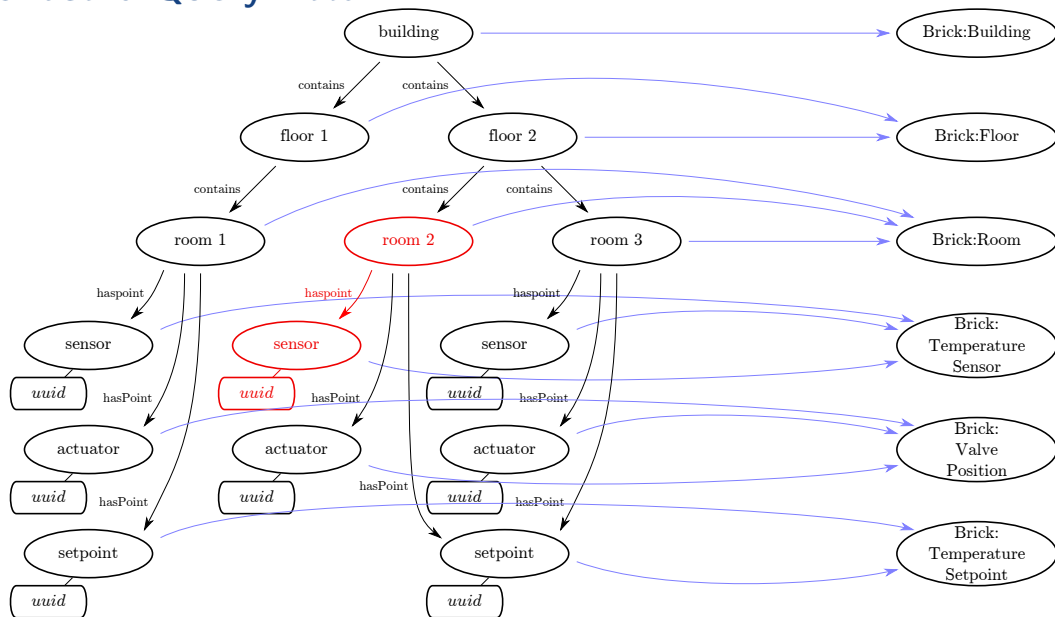 building
Brick:Building
contains
contains
floor 1
floor 2
Brick:Floor
contains
contains
contains
room 1
room 2
room 3
Brick:Room
haspoint
haspoint
haspoint
sensor
sensor
sensor
Brick:
Temperature
Sensor
uuid
uuid
uuid
hasPoint
hasPoint
hasPoint
actuator
actuator
actuator
Brick:
Valve
Position
uuid
uuid
uuid
hasPoint
hasPoint
hasPoint
setpoint
setpoint
Brick:
Temperature
Setpoint
uuid
uuid